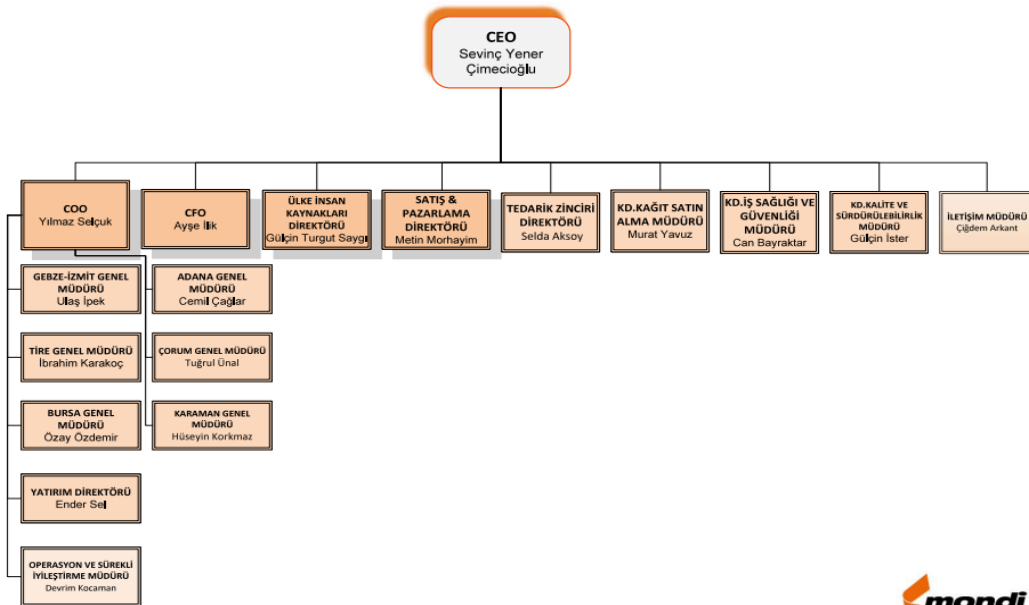 CEO
Sevinç Yener
Çimecioğlu
COO
Yılmaz Selçuk
CFO
Ayşe İlik
ÜLKE İNSAN
KAYNAKLARI
DİREKTÖRÜ
Gülçin Turgut Saygı
SATIŞ &
PAZARLAMA
DİREKTÖRÜ
Metin Morhayim
TEDARİK ZİNCİRİ
DİREKTÖRÜ
Selda Aksoy
KD.KAĞIT SATIN
ALMA MÜDÜRÜ
Murat Yavuz
KD.İŞ SAĞLIĞI VE
GÜVENLİĞİ
MÜDÜRÜ
Can Bayraktar
KD.KALİTE VE
SÜRDÜRÜLEBİLİRLİK
MÜDÜRÜ
Gülçin İster
İLETİŞİM MÜDÜRÜ
Çiğdem Arkant
GEBZE-İZMİT GENEL
MÜDÜRÜ
Ulaş İpek
ADANA GENEL
MÜDÜRÜ
Cemil Çağlar
TİRE GENEL MÜDÜRÜ
İbrahim Karakoç
ÇORUM GENEL MÜDÜRÜ
Tuğrul Ünal
BURSA GENEL
MÜDÜRÜ
Özay Özdemir
KARAMAN GENEL
MÜDÜRÜ
Hüseyin Korkmaz
YATIRIM DİREKTÖRÜ
Ender Sel
OPERASYON VE SÜREKLİ
İYİLEŞTİRME MÜDÜRÜ
Devrim Kocaman
mondi